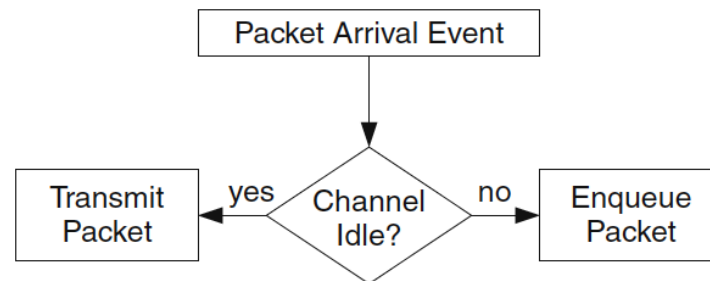 Packet Arrival Event
Transmit
Packet
yes
Channel
Idle?
no
Enqueue
Packet